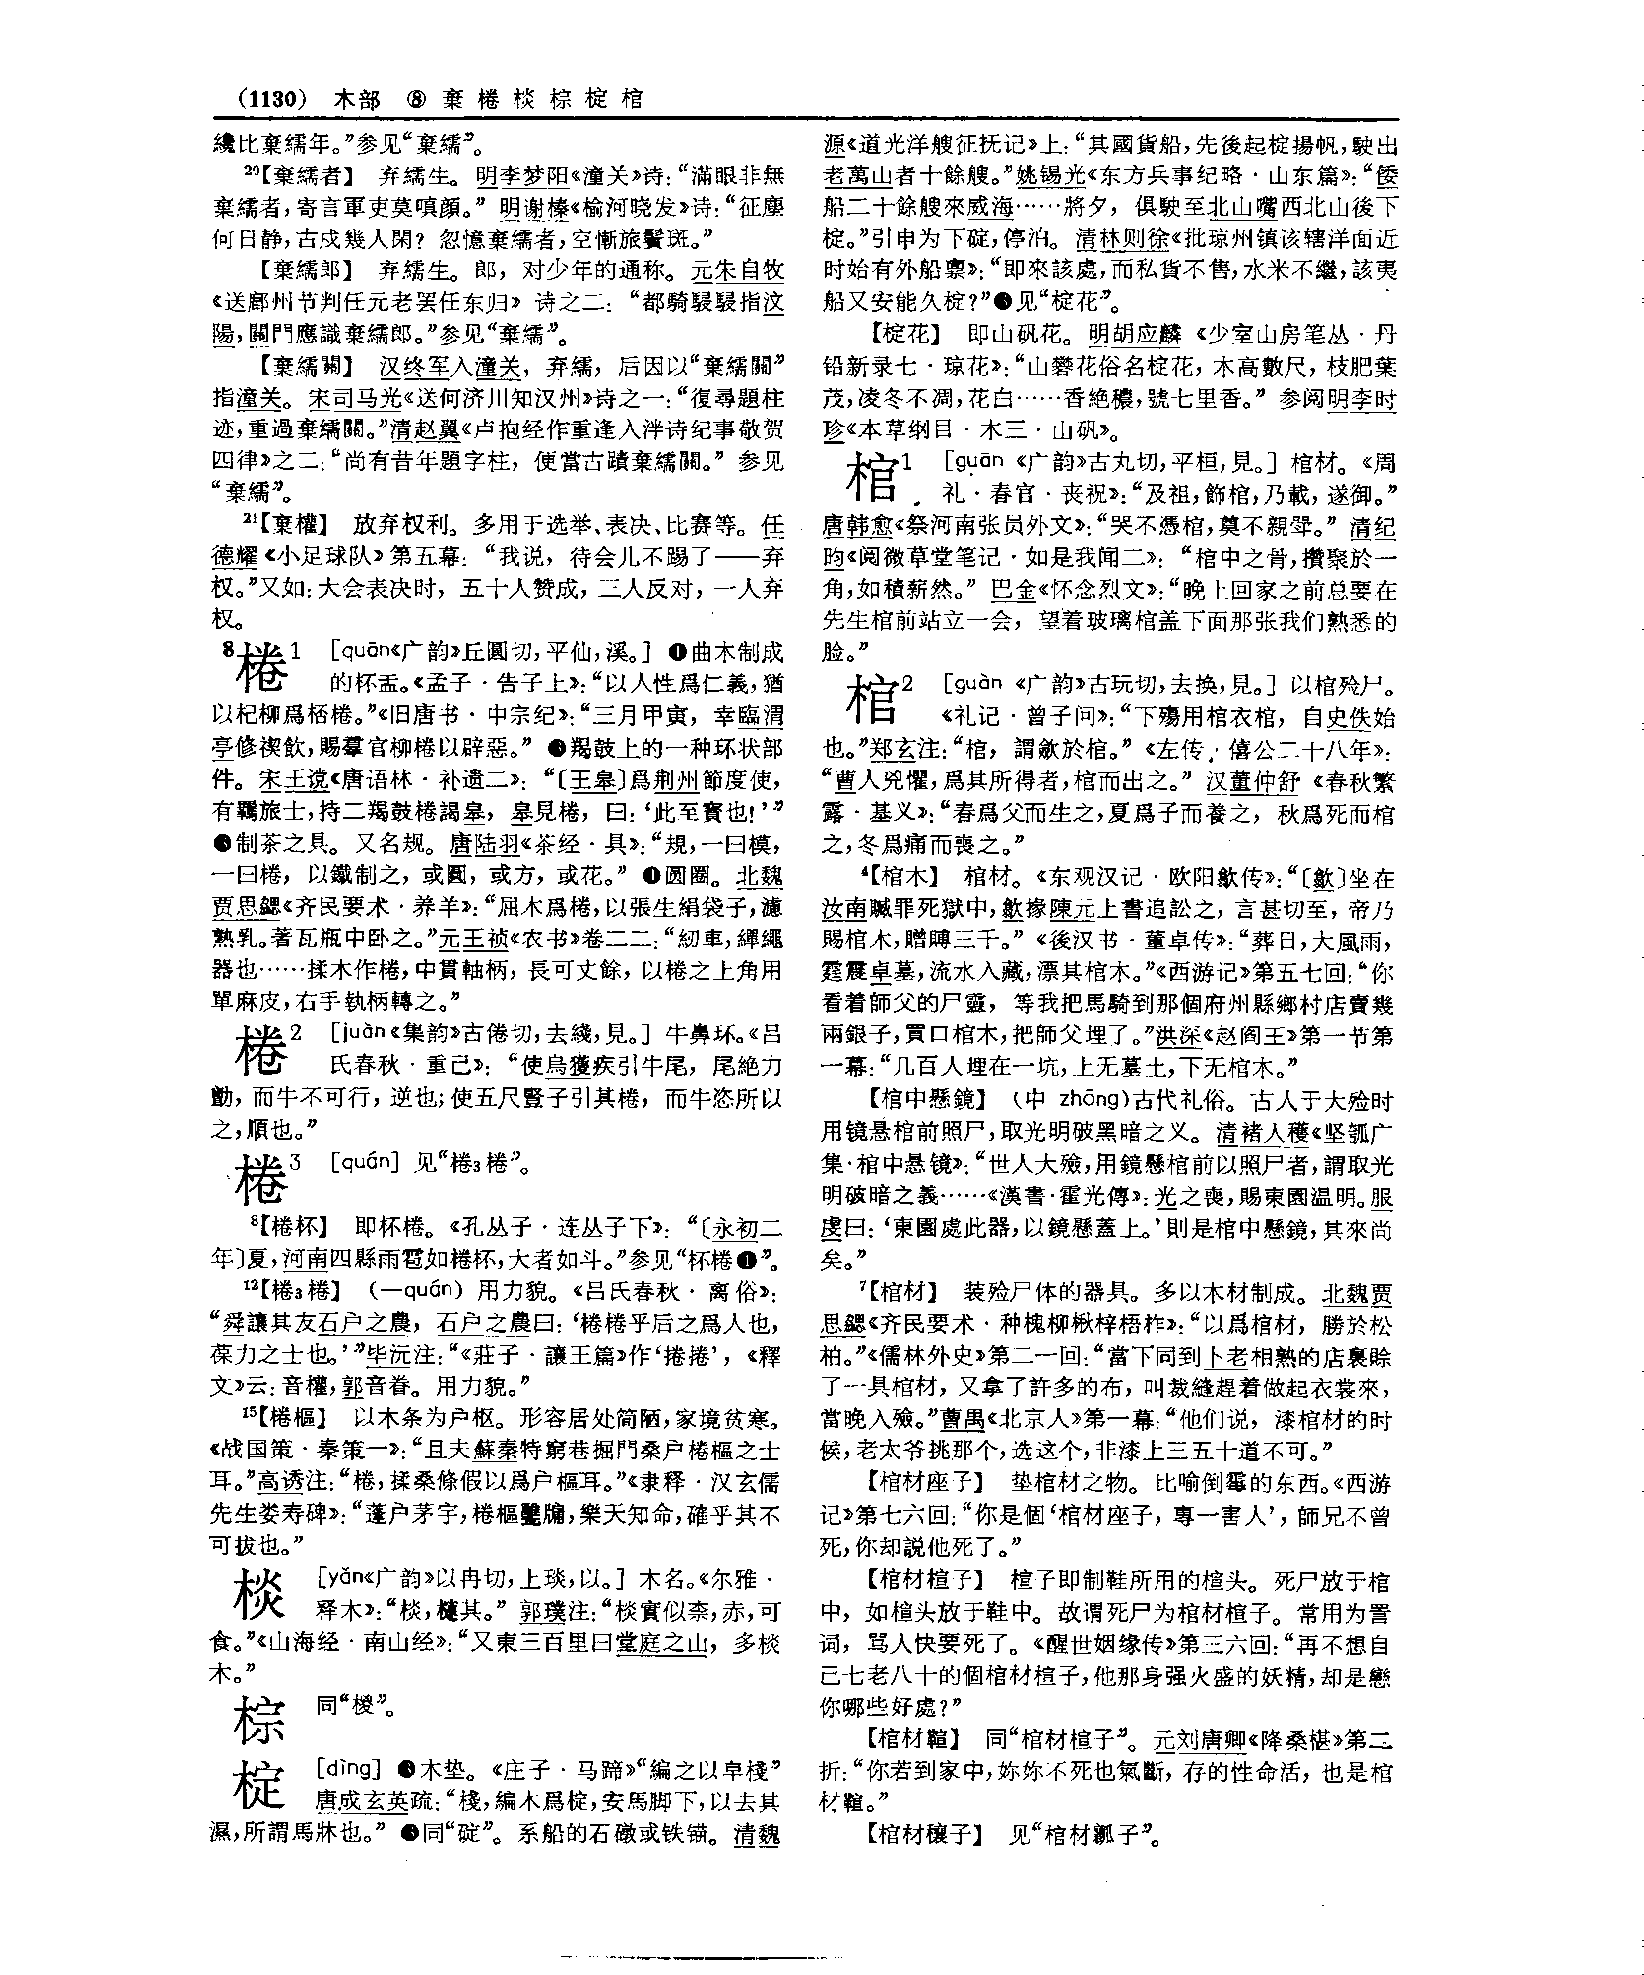 (1130) 木部 ⑧ 棄棬棪棕椗棺
纔比棄繻年。”参见“棄繻”。
20【棄繻者】 弃繻生。明李梦阳《潼关》诗：“滿眼非無
棄繻者，寄言軍吏莫嗔顔。” 明谢榛《榆河晓发》诗：“征塵
何日静，古戍幾人閑？忽憶棄繻者，空慚旅鬢斑。”
【棄繻郎】 弃繻生。郎，对少年的通称。元朱自牧
《送鄜州节判任元老罢任东归》诗之二：“都騎駸駸指汶
陽，關門應識棄繻郎。”参见“棄繻”。
【棄繻關】 汉终军入潼关，弃繻，后因以“棄繻關”
指潼关。宋司马光《送何济川知汉州》诗之一：“復尋題柱
迹，重過棄繻關。”清赵翼《卢抱经作重逢入泮诗纪事敬贺
四律》之二：“尚有昔年題字柱，便當古蹟棄繻關。” 参见
“棄繻”。
21【棄權】 放弃权利。多用于选举、表决、比赛等。任
德耀《小足球队》第五幕：“我说，待会儿不踢了——弃
权。”又如：大会表决时，五十人赞成，三人反对，一人弃
权。
8棬1 [quān《广韵》丘圓切，平仙，溪。] ❶曲木制成
的杯盂。《孟子·告子上》：“以人性爲仁義，猶
以杞柳爲桮棬。”《旧唐书·中宗纪》：“三月甲寅，幸臨渭
亭修禊飲，賜羣官柳棬以辟惡。” ❷羯鼓上的一种环状部
件。宋王谠《唐语林·补遗二》：“〔王皋〕爲荆州節度使，
有羈旅士，持二羯鼓棬謁皋，皋見棬，曰：‘此至寶也！’”
❸制茶之具。又名规。唐陆羽《茶经·具》：“規，一曰模，
一曰棬，以鐵制之，或圓，或方，或花。” ❹圆圈。北魏
贾思勰《齐民要术·养羊》：“屈木爲棬，以張生絹袋子，濾
熟乳。著瓦瓶中卧之。”元王祯《农书》卷二二：“紉車，繟繩
器也……揉木作棬，中貫軸柄，長可丈餘，以棬之上角用
單麻皮，右手執柄轉之。”
棬2 [juàn《集韵》古倦切，去綫，見。] 牛鼻环。《吕
氏春秋·重己》：“使烏獲疾引牛尾，尾絶力
勯，而牛不可行，逆也；使五尺豎子引其棬，而牛恣所以
之，順也。”
棬3 [quán] 见“棬3棬”。
8【棬杯】 即杯棬。《孔丛子·连丛子下》：“〔永初二
年〕夏，河南四縣雨雹如棬杯，大者如斗。”参见“杯棬❶”。
12【棬3棬】 (—quán) 用力貌。《吕氏春秋·离俗》：
“舜讓其友石户之農，石户之農曰：‘棬棬乎后之爲人也，
葆力之士也。’”毕沅注：“《莊子·讓王篇》作‘捲捲’，《釋
文》云：音權，郭音眷。用力貌。”
15【棬樞】 以木条为户枢。形容居处简陋，家境贫寒。
《战国策·秦策一》：“且夫蘇秦特窮巷掘門桑户棬樞之士
耳。”高诱注：“棬，揉桑條假以爲户樞耳。”《隶释·汉玄儒
先生娄寿碑》：“蓬户茅宇，棬樞甕牖，樂天知命，確乎其不
可拔也。”
棪 [yǎn《广韵》以冉切，上琰，以。] 木名。《尔雅·
释木》：“棪，槤其。” 郭璞注：“棪實似柰，赤，可
食。”《山海经·南山经》：“又東三百里曰堂庭之山，多棪
木。”
棕 同“椶”。
椗 [dìng] ❶木垫。《庄子·马蹄》“编之以皁棧”
唐成玄英疏：“棧，編木爲椗，安馬脚下，以去其
濕，所謂馬牀也。” ❷同“碇”。系船的石礅或铁锚。清魏
源《道光洋艘征抚记》上：“其國貨船，先後起椗揚帆，駛出
老萬山者十餘艘。”姚锡光《东方兵事纪略·山东篇》：“倭
船二十餘艘來威海……將夕，俱駛至北山嘴西北山後下
椗。”引申为下碇，停泊。清林则徐《批琼州镇该辖洋面近
时始有外船禀》：“即來該處，而私貨不售，水米不繼，該夷
船又安能久椗？”❸见“椗花”。
【椗花】 即山矾花。明胡应麟《少室山房笔丛·丹
铅新录七·琼花》：“山礬花俗名椗花，木高數尺，枝肥葉
茂，凌冬不凋，花白……香絶穠，號七里香。” 参阅明李时
珍《本草纲目·木三·山矾》。
棺1 [guān《广韵》古丸切，平桓，見。] 棺材。《周
礼·春官·丧祝》：“及祖，飾棺，乃載，遂御。”
唐韩愈《祭河南张员外文》：“哭不憑棺，奠不親斝。” 清纪
昀《阅微草堂笔记·如是我闻二》：“棺中之骨，攢聚於一
角，如積薪然。” 巴金《怀念烈文》：“晚上回家之前总要在
先生棺前站立一会，望着玻璃棺盖下面那张我们熟悉的
脸。”
棺2 [guàn《广韵》古玩切，去换，見。] 以棺殓尸。
《礼记·曾子问》：“下殤用棺衣棺，自史佚始
也。”郑玄注：“棺，謂歛於棺。”《左传·僖公二十八年》：
“曹人兇懼，爲其所得者，棺而出之。” 汉董仲舒《春秋繁
露·基义》：“春爲父而生之，夏爲子而養之，秋爲死而棺
之，冬爲痛而喪之。”
4【棺木】 棺材。《东观汉记·欧阳歙传》：“〔歙〕坐在
汝南贓罪死獄中，歙掾陳元上書追訟之，言甚切至，帝乃
賜棺木，贈賻三千。”《後汉书·董卓传》：“葬日，大風雨，
霆震卓墓，流水入藏，漂其棺木。”《西游记》第五七回：“你
看着師父的尸靈，等我把馬騎到那個府州縣鄉村店賣幾
兩銀子，買口棺木，把師父埋了。”洪深《赵阎王》第一节第
一幕：“几百人埋在一坑，上无墓土，下无棺木。”
【棺中懸鏡】 (中 zhōng)古代礼俗。古人于大殓时
用镜悬棺前照尸，取光明破黑暗之义。清褚人穫《坚瓠广
集·棺中悬镜》：“世人大殮，用鏡懸棺前以照尸者，謂取光
明破暗之義……《漢書·霍光傳》：光之喪，賜東園温明。服
虔曰：‘東園處此器，以鏡懸蓋上。’則是棺中懸鏡，其來尚
矣。”
7【棺材】 装殓尸体的器具。多以木材制成。北魏贾
思勰《齐民要术·种槐柳楸梓梧柞》：“以爲棺材，勝於松
柏。”《儒林外史》第二一回：“當下同到卜老相熟的店裏賒
了一具棺材，又拿了許多的布，叫裁縫趕着做起衣裳來，
當晚入殮。”曹禺《北京人》第一幕：“他们说，漆棺材的时
候，老太爷挑那个，选这个，非漆上三五十道不可。”
【棺材座子】 垫棺材之物。比喻倒霉的东西。《西游
记》第七六回：“你是個‘棺材座子，專一害人’，師兄不曾
死，你却説他死了。”
【棺材楦子】 楦子即制鞋所用的楦头。死尸放于棺
中，如楦头放于鞋中。故谓死尸为棺材楦子。常用为詈
词，骂人快要死了。《醒世姻缘传》第三六回：“再不想自
己七老八十的個棺材楦子，他那身强火盛的妖精，却是戀
你哪些好處？”
【棺材楥】 同“棺材楦子”。元刘唐卿《降桑椹》第二
折：“你若到家中，妳妳不死也氣斷，存的性命活，也是棺
材楥。”
【棺材穰子】 见“棺材瓤子”。